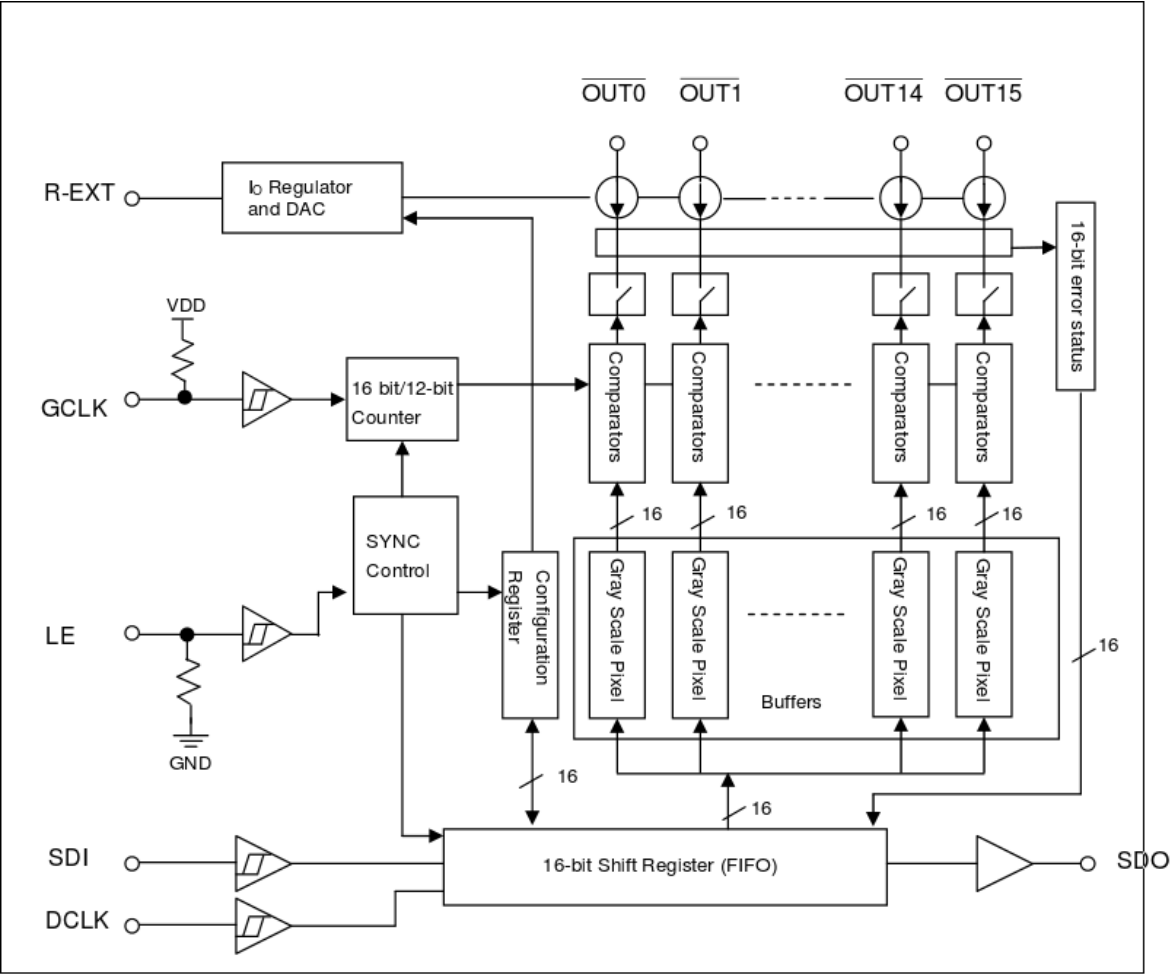 OUT0
OUT1
OUT14
OUT15
R-EXT
IO Regulator
and DAC
16-bit error status
VDD
GCLK
16 bit/12-bit
Counter
Comparators
Comparators
Comparators
Comparators
16
16
16
16
SYNC
Control
Configuration
Register
Gray Scale Pixel
Gray Scale Pixel
Gray Scale Pixel
Gray Scale Pixel
Buffers
LE
GND
16
16
16
SDI
16-bit Shift Register (FIFO)
SDO
DCLK